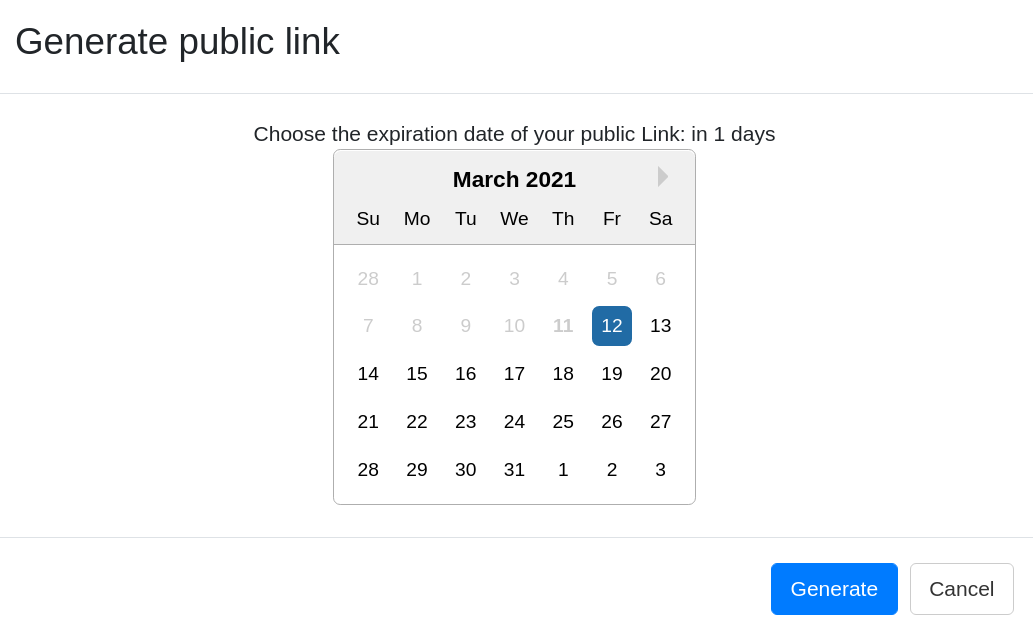 Generate public link
Choose the expiration date of your public Link: in 1 days
March 2021
Su Mo Tu We Th Fr Sa
28 1 2 3 4 5 6
7 8 9 10 11 12 13
14 15 16 17 18 19 20
21 22 23 24 25 26 27
28 29 30 31 1 2 3
Generate Cancel